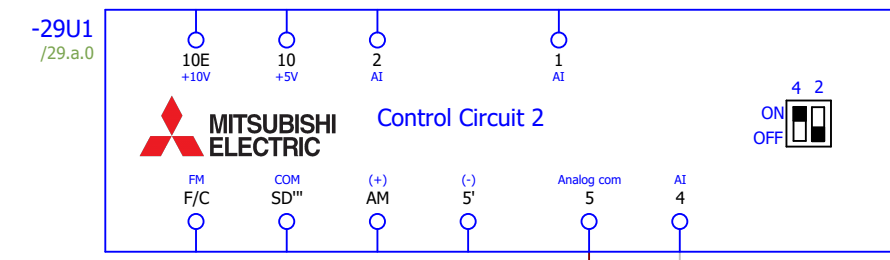 -29U1
/29.a.0
10E 10 2 1
+10V +5V AI AI
4 2
MITSUBISHI
ELECTRIC
Control Circuit 2
ON
OFF
FM COM (+) (-) Analog com AI
F/C SD''' AM 5' 5 4